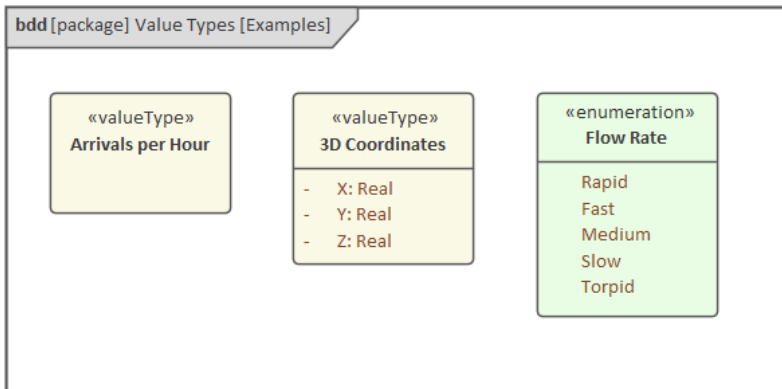 bdd [package] Value Types [Examples]
«valueType»
Arrivals per Hour
«valueType»
3D Coordinates
- X: Real
- Y: Real
- Z: Real
«enumeration»
Flow Rate
Rapid
Fast
Medium
Slow
Torpid